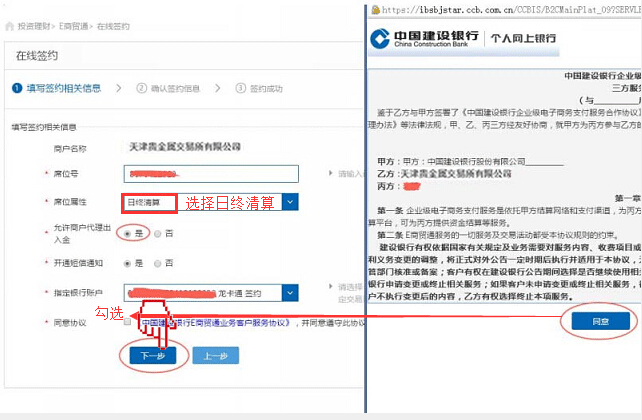 投资理财> E商贸通> 在线签约
在线签约
1 填写签约相关信息 > 2 确认签约信息 > 3 签约成功
填写签约相关信息
商户名称 天津贵金属交易所有限公司
* 席位号
请输入
* 席位属性 日终清算 选择日终清算
* 允许商户代理出入金 是 否
* 开通短信通知 是 否
* 指定银行账户 龙卡通 签约
请选择
定交易
勾选
* 同意协议 中国建设银行E商贸通业务客户服务协议》，并同意遵守此协议
下一步 上一步
https://ibsbjstar.ccb.com.cn/CCBIS/B2CMainPlat_09?SERVLE
中国建设银行 China Construction Bank | 个人网上银行
中国建设银行企业级
三方服
（与
鉴于乙方与甲方签署了《中国建设银行企业级电子商务支付服务合作协议
理办法》等法律法规，甲、乙、丙三方经友好协商，就甲方为丙方参与乙方的
甲方：甲方：中国建设银行股份有限公司
乙方:天津贵金属交易所有限公司
丙方：
第一章
第一条 企业级电子商务支付服务是依托甲方结算网络和支付渠道，为丙方
算平台，可为丙方提供资金结算等服务。
第二条 E商贸通服务的一切服务及交易活动都受本协议规则的约束。
建设银行有权依据国家有关规定及业务需要对服务内容、收费项目或
利义务变更的调整，将正式对外公告一定时期后执行并适用于本协议，
管部门核准或备案；客户有权在建设银行公告期间选择是否继续使用相
银行申请变更或终止相关服务；如果客户未申请变更或终止相关服务，
户不执行变更后的内容，乙方有权选择终止本项服务。
同意